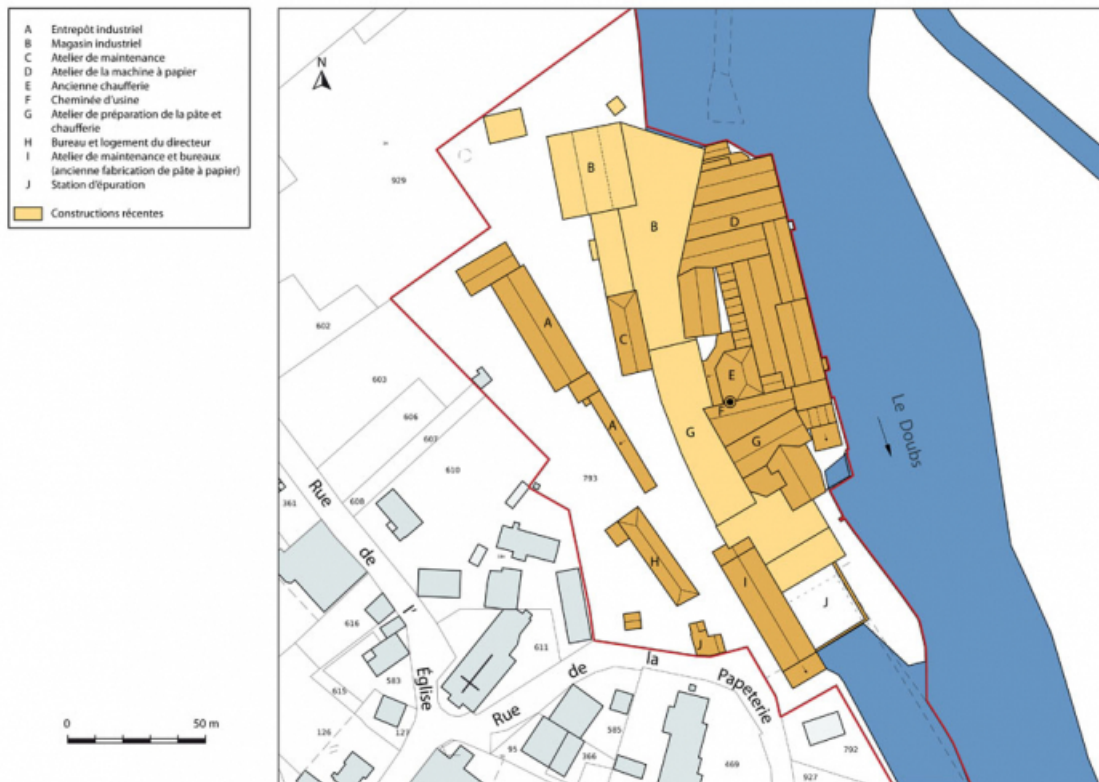 A Entrepôt industriel
B Magasin industriel
C Atelier de maintenance
D Atelier de la machine à papier
E Ancienne chaufferie
F Cheminée d'usine
G Atelier de préparation de la pâte et
chaufferie
H Bureau et logement du directeur
I Atelier de maintenance et bureaux
(ancienne fabrication de pâte à papier)
J Station d'épuration
Constructions récentes
N
929
B
B
D
A
C
602
E
603
F
606
A
G
G
607
Le Doubs
610
793
608
361
Rue
de
l'
Église
H
I
J
616
611
J
615
583
Rue
de
la
Papeterie
126
127
95
366
585
469
792
927
0
50 m